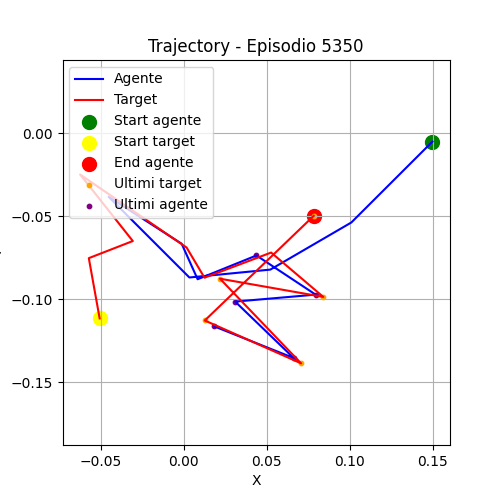 Trajectory - Episodio 5350
Agente
Target
Start agente
Start target
End agente
Ultimi target
Ultimi agente
0.00
−0.05
−0.10
−0.15
−0.05
0.00
0.05
0.10
0.15
X